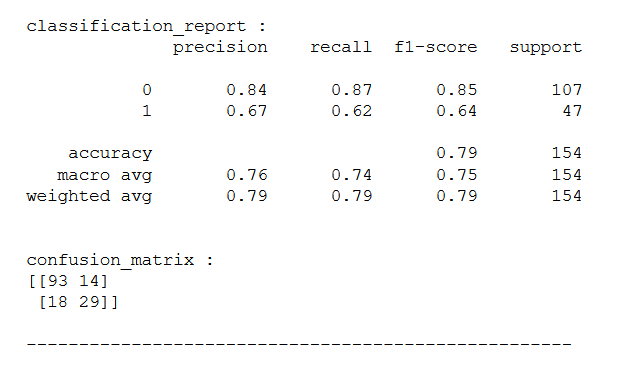 classification_report :
precision recall f1-score support
0 0.84 0.87 0.85 107
1 0.67 0.62 0.64 47
accuracy 0.79 154
macro avg 0.76 0.74 0.75 154
weighted avg 0.79 0.79 0.79 154
confusion_matrix :
[[93 14]
[18 29]]
----------------------------------------------------